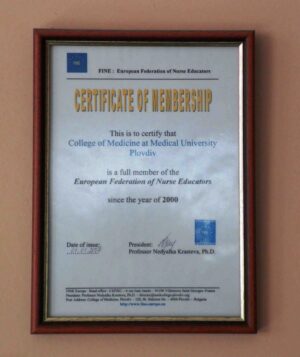 FINE : European Federation of Nurse Educators
CERTIFICATE OF MEMBERSHIP
This is to certify that
College of Medicine at Medical University
Plovdiv
is a full member of the
European Federation of Nurse Educators
since the year of 2000
Date of issue:
President:
Professor Nedyalka Krasteva, Ph.D.